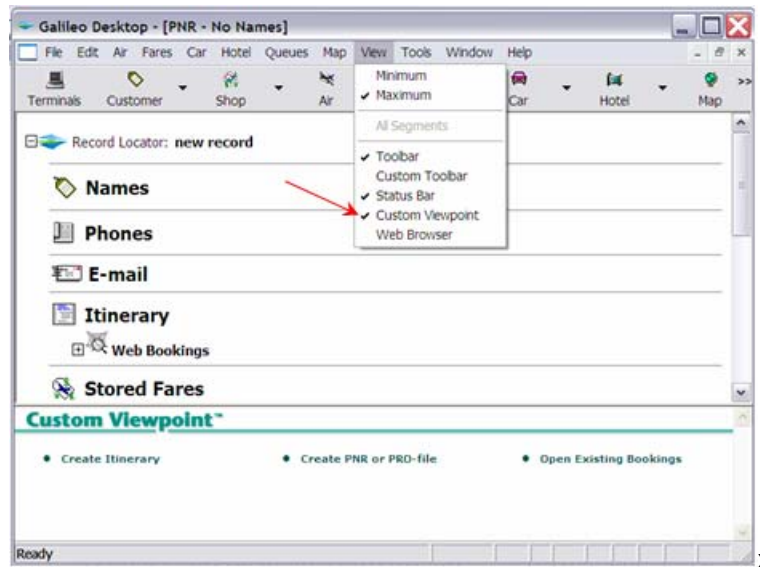 Galileo Desktop - [PNR - No Names]
File Edit Air Fares Car Hotel Queues Map View Tools Window Help
Terminals Customer Shop Air Car Hotel Map >>
Minimum
Maximum
All Segments
Toolbar
Custom Toolbar
Status Bar
Custom Viewpoint
Web Browser
Record Locator: new record
Names
Phones
E-mail
Itinerary
Web Bookings
Stored Fares
Custom Viewpoint™
Create Itinerary Create PNR or PRO-file Open Existing Bookings
Ready